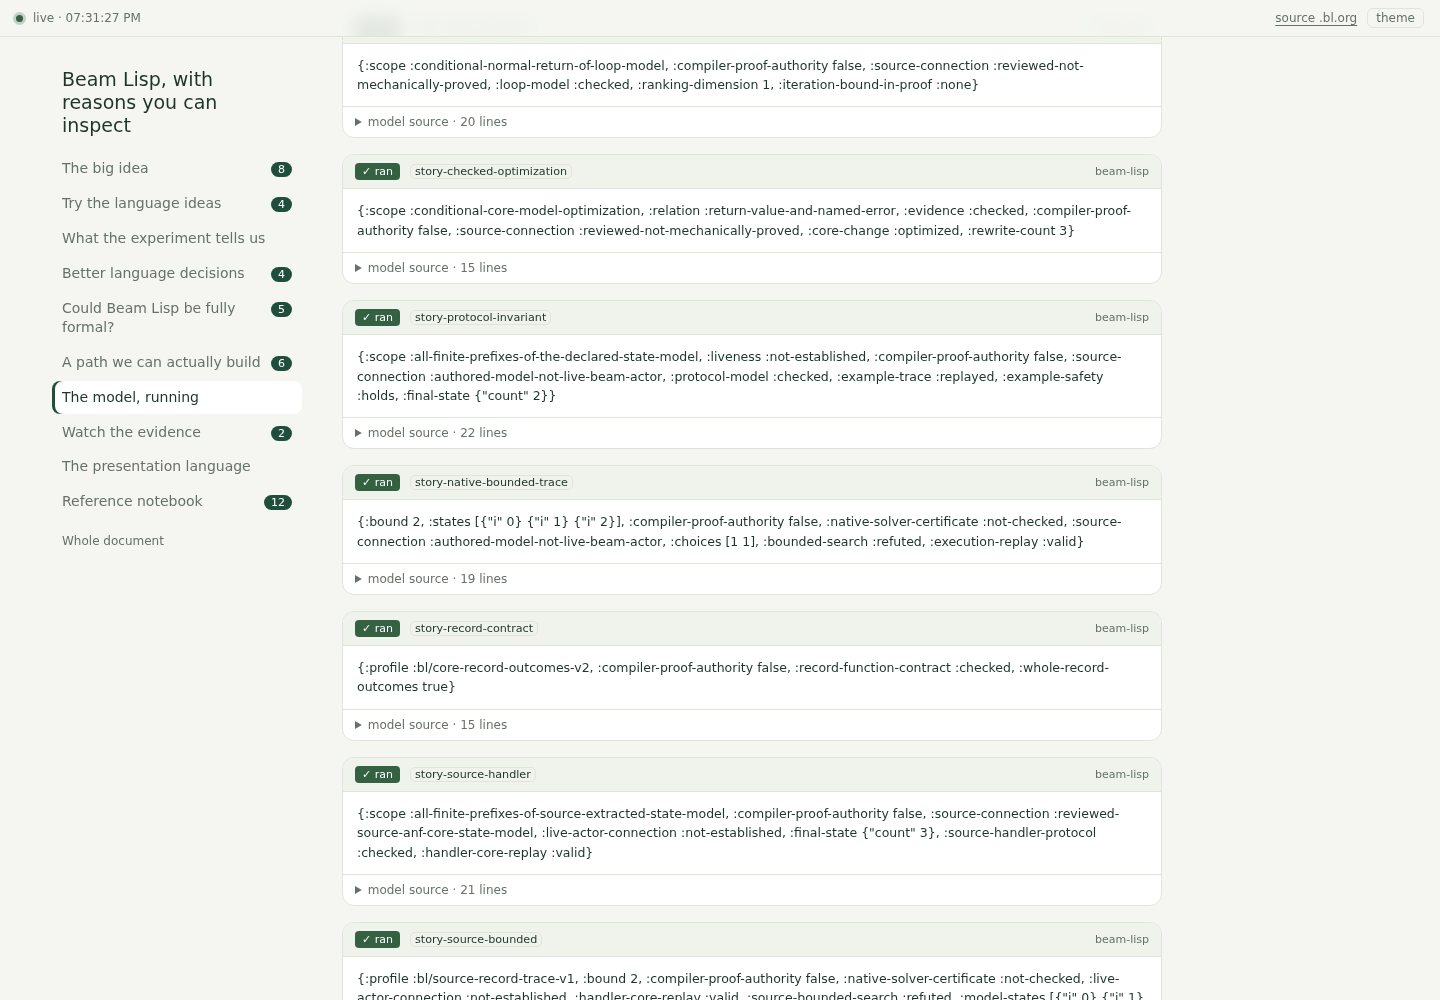 live · 07:31:27 PM
source .bl.org
theme
Beam Lisp, with
reasons you can
inspect
The big idea 8
Try the language ideas 4
What the experiment tells us
Better language decisions 4
Could Beam Lisp be fully 5
formal?
A path we can actually build 6
The model, running
Watch the evidence 2
The presentation language
Reference notebook 12
Whole document
{:scope :conditional-normal-return-of-loop-model, :compiler-proof-authority false, :source-connection :reviewed-not-
mechanically-proved, :loop-model :checked, :ranking-dimension 1, :iteration-bound-in-proof :none}
▶ model source · 20 lines
✓ ran story-checked-optimization beam-lisp
{:scope :conditional-core-model-optimization, :relation :return-value-and-named-error, :evidence :checked, :compiler-proof-
authority false, :source-connection :reviewed-not-mechanically-proved, :core-change :optimized, :rewrite-count 3}
▶ model source · 15 lines
✓ ran story-protocol-invariant beam-lisp
{:scope :all-finite-prefixes-of-the-declared-state-model, :liveness :not-established, :compiler-proof-authority false, :source-
connection :authored-model-not-live-beam-actor, :protocol-model :checked, :example-trace :replayed, :example-safety
:holds, :final-state {"count" 2}}
▶ model source · 22 lines
✓ ran story-native-bounded-trace beam-lisp
{:bound 2, :states [{"i" 0} {"i" 1} {"i" 2}], :compiler-proof-authority false, :native-solver-certificate :not-checked, :source-
connection :authored-model-not-live-beam-actor, :choices [1 1], :bounded-search :refuted, :execution-replay :valid}
▶ model source · 19 lines
✓ ran story-record-contract beam-lisp
{:profile :bl/core-record-outcomes-v2, :compiler-proof-authority false, :record-function-contract :checked, :whole-record-
outcomes true}
▶ model source · 15 lines
✓ ran story-source-handler beam-lisp
{:scope :all-finite-prefixes-of-source-extracted-state-model, :compiler-proof-authority false, :source-connection :reviewed-
source-anf-core-state-model, :live-actor-connection :not-established, :final-state {"count" 3}, :source-handler-protocol
:checked, :handler-core-replay :valid}
▶ model source · 21 lines
✓ ran story-source-bounded beam-lisp
{:profile :bl/source-record-trace-v1, :bound 2, :compiler-proof-authority false, :native-solver-certificate :not-checked, :live-
actor-connection :not-established, :handler-core-replay :valid, :source-bounded-search :refuted, :model-states [{"i" 0} {"i" 1}